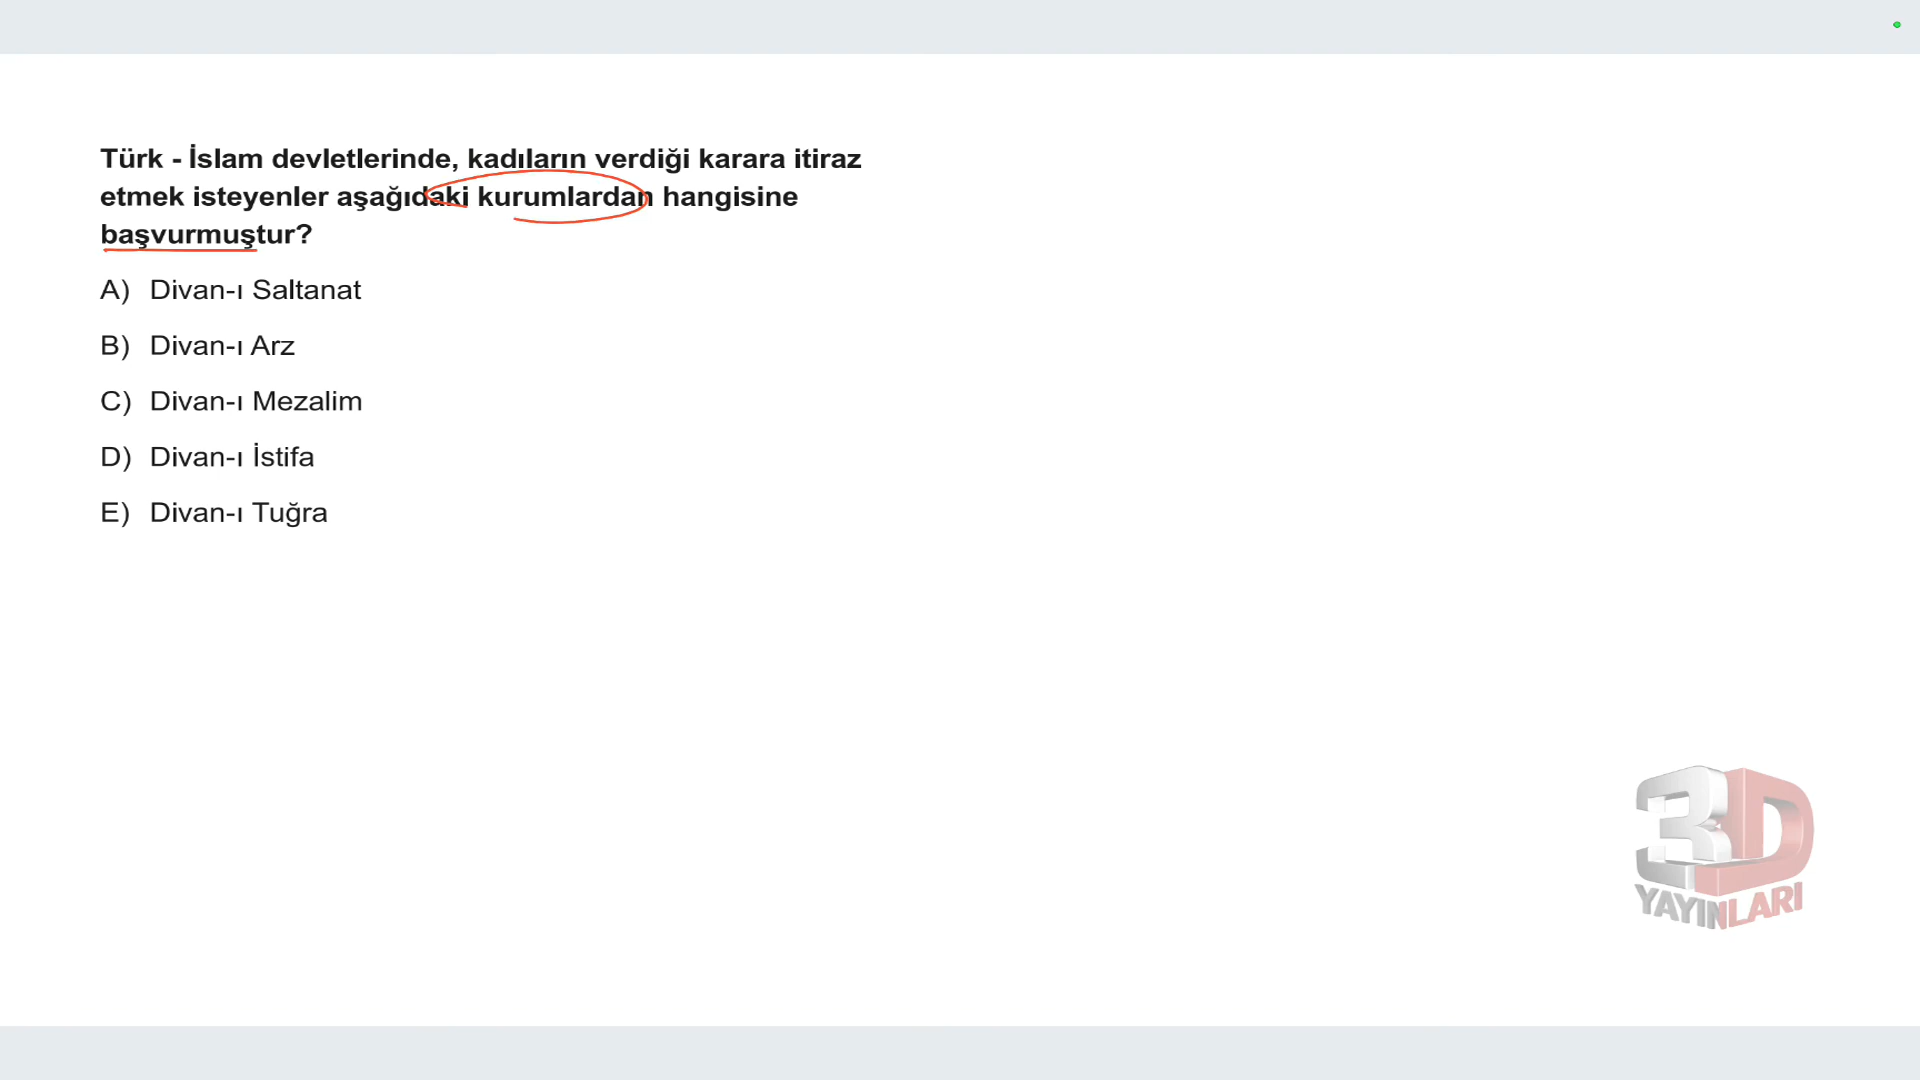 Türk - İslam devletlerinde, kadıların verdiği karara itiraz
etmek isteyenler aşağıdaki kurumlardan hangisine
başvurmuştur?
A) Divan-ı Saltanat
B) Divan-ı Arz
C) Divan-ı Mezalim
D) Divan-ı İstifa
E) Divan-ı Tuğra
3D
YAYINLARI